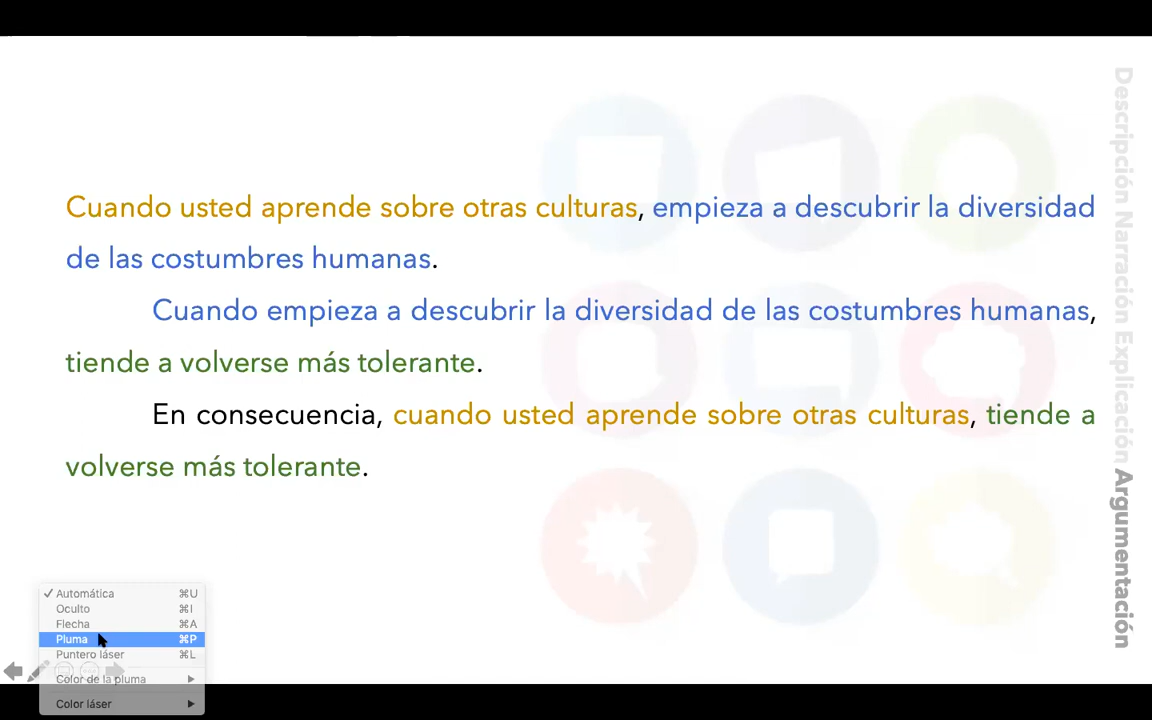 Cuando usted aprende sobre otras culturas, empieza a descubrir la diversidad
de las costumbres humanas.
Cuando empieza a descubrir la diversidad de las costumbres humanas,
tiende a volverse más tolerante.
En consecuencia, cuando usted aprende sobre otras culturas, tiende a
volverse más tolerante.
Descripción Narración Explicación Argumentación
✓ Automática ⌘U
Oculto ⌘I
Flecha ⌘A
Pluma ⌘P
Puntero láser ⌘L
Color de la pluma
Color láser